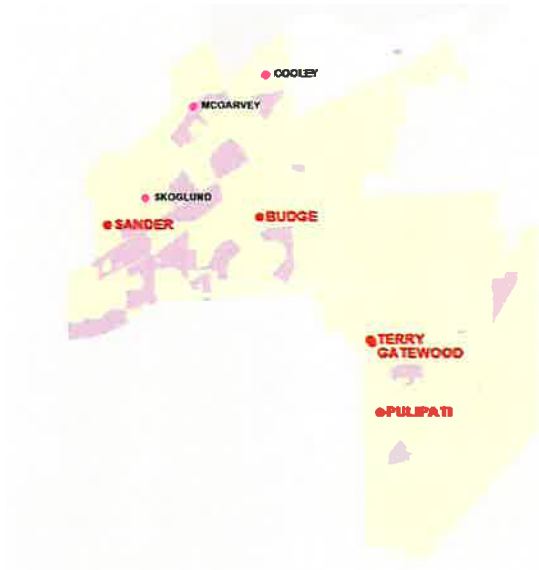 COOLEY
MCGARVEY
SKOGLUND
SANDER
BUDGE
TERRY
GATEWOOD
PULIPATI